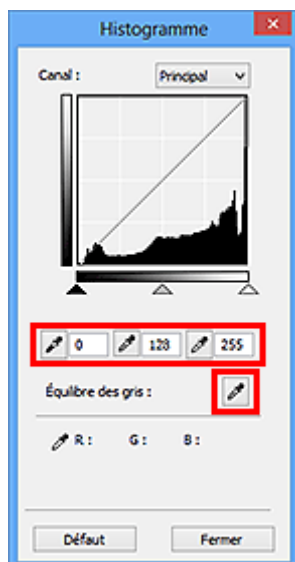 Histogramme
Canal : Principal
0 128 255
Équilibre des gris :
R : G : B :
Défaut Fermer